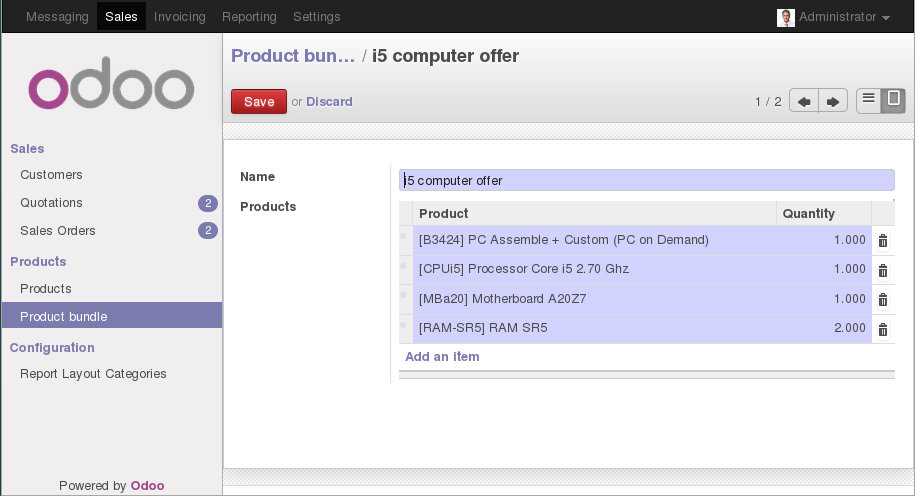 Messaging Sales Invoicing Reporting Settings Administrator
odoo
Product bun... / i5 computer offer
Save or Discard 1 / 2
Sales
Customers
Quotations 2
Sales Orders 2
Products
Products
Product bundle
Configuration
Report Layout Categories
Powered by Odoo
Name i5 computer offer
Products
Product Quantity
[B3424] PC Assemble + Custom (PC on Demand) 1.000
[CPUi5] Processor Core i5 2.70 Ghz 1.000
[MBa20] Motherboard A20Z7 1.000
[RAM-SR5] RAM SR5 2.000
Add an item